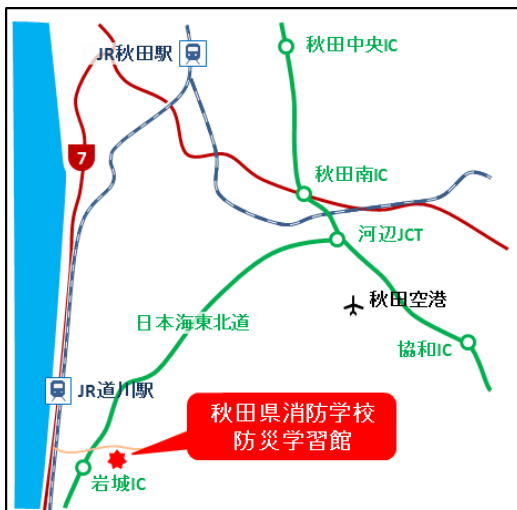 JR秋田駅
秋田中央IC
7
秋田南IC
河辺JCT
秋田空港
日本海東北道
協和IC
JR道川駅
秋田県消防学校
防災学習館
岩城IC